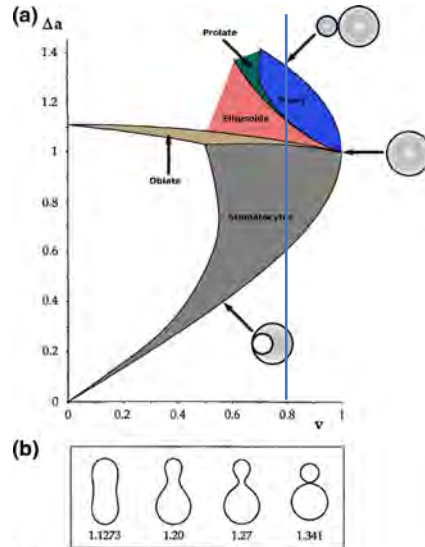 (a) Δa
Prolate
1.4
1.2
Ellipsoids
1
Oblate
0.8
Stomatocytes
0.6
0.4
0.2
0
0 0.2 0.4 0.6 0.8 1
v
(b)
1.1273 1.20 1.27 1.341